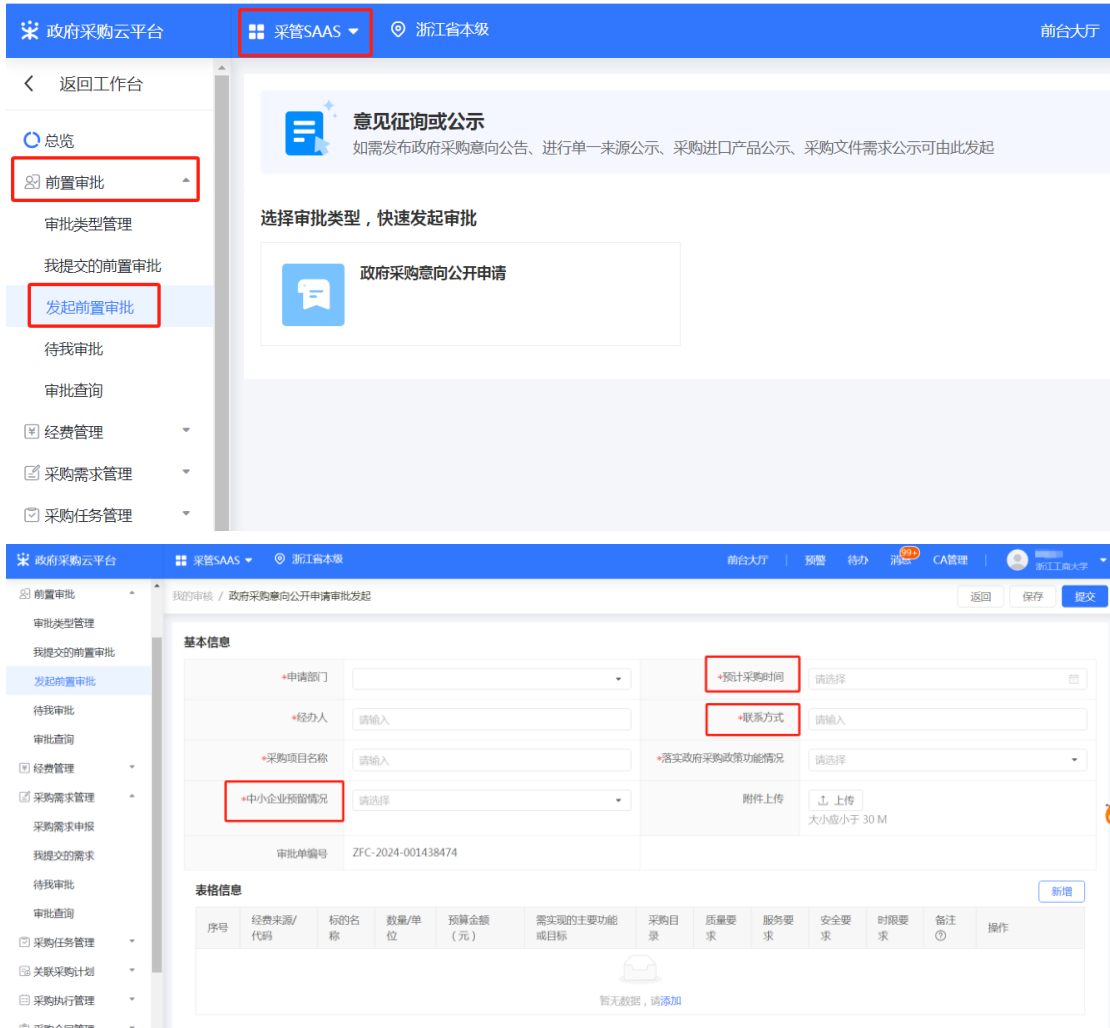 政府采购云平台
采管SAAS
浙江省本级
前台大厅
返回工作台
总览
前置审批
审批类型管理
我提交的前置审批
发起前置审批
待我审批
审批查询
经费管理
采购需求管理
采购任务管理
意见征询或公示
如需发布政府采购意向公告、进行单一来源公示、采购进口产品公示、采购文件需求公示可由此发起
选择审批类型，快速发起审批
政府采购意向公开申请
政府采购云平台
采管SAAS
浙江省本级
前台大厅
预警
待办
99+
CA管理
浙江工商大学
前置审批
审批类型管理
我提交的前置审批
发起前置审批
待我审批
审批查询
经费管理
采购需求管理
采购需求申报
我提交的需求
待我审批
审批查询
采购任务管理
关联采购计划
采购执行管理
我的审核 / 政府采购意向公开申请审批发起
返回
保存
提交
基本信息
*申请部门
*预计采购时间 请选择
*经办人 请输入
*联系方式 请输入
*采购项目名称 请输入
*落实政府采购政策功能情况 请选择
*中小企业预留情况 请选择
附件上传 上传
大小应小于 30 M
审批单编号 ZFC-2024-001438474
表格信息
新增
序号 经费来源/代码 标的名称 数量/单位 预算金额（元） 需实现的主要功能或目标 采购目录 质量要求 服务要求 安全要求 时限要求 备注 操作
暂无数据，请添加